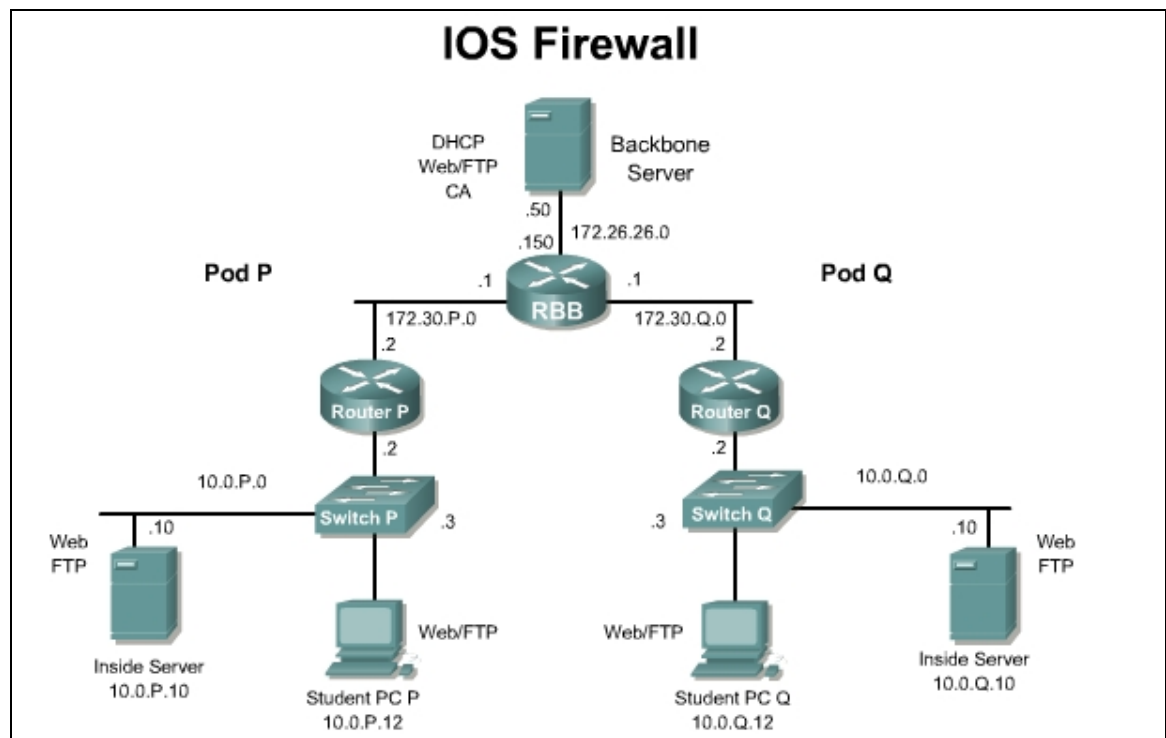 IOS Firewall
DHCP
Web/FTP
CA
Backbone
Server
.50
172.26.26.0
.150
Pod P
Pod Q
.1
.1
RBB
172.30.P.0
172.30.Q.0
.2
.2
Router P
Router Q
.2
.2
10.0.P.0
10.0.Q.0
Switch P
.3
.3
Switch Q
.10
.10
Web
FTP
Web
FTP
Web/FTP
Web/FTP
Inside Server
10.0.P.10
Student PC P
10.0.P.12
Student PC Q
10.0.Q.12
Inside Server
10.0.Q.10